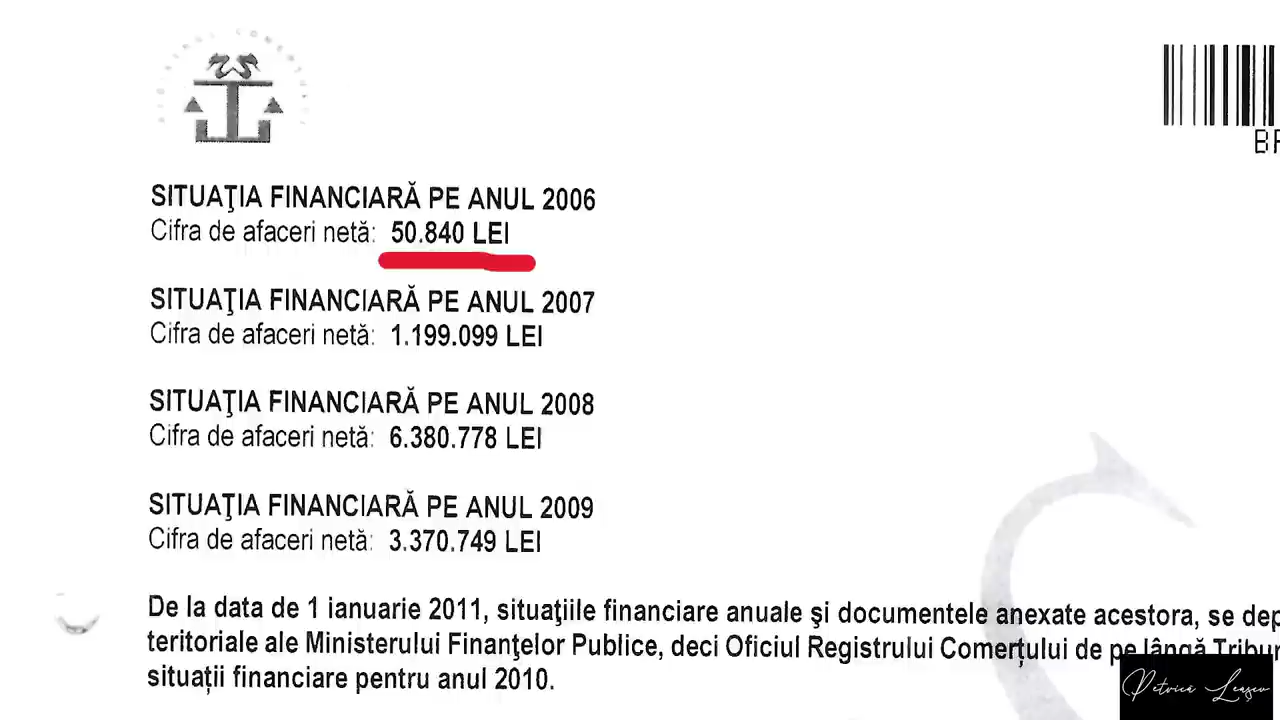 BF
SITUAŢIA FINANCIARĂ PE ANUL 2006
Cifra de afaceri netă: 50.840 LEI
SITUAŢIA FINANCIARĂ PE ANUL 2007
Cifra de afaceri netă: 1.199.099 LEI
SITUAŢIA FINANCIARĂ PE ANUL 2008
Cifra de afaceri netă: 6.380.778 LEI
SITUAŢIA FINANCIARĂ PE ANUL 2009
Cifra de afaceri netă: 3.370.749 LEI
De la data de 1 ianuarie 2011, situaţiile financiare anuale şi documentele anexate acestora, se dep
teritoriale ale Ministerului Finanţelor Publice, deci Oficiul Registrului Comerţului de pe lângă Tribun
situaţii financiare pentru anul 2010.
Petrică Leașcu